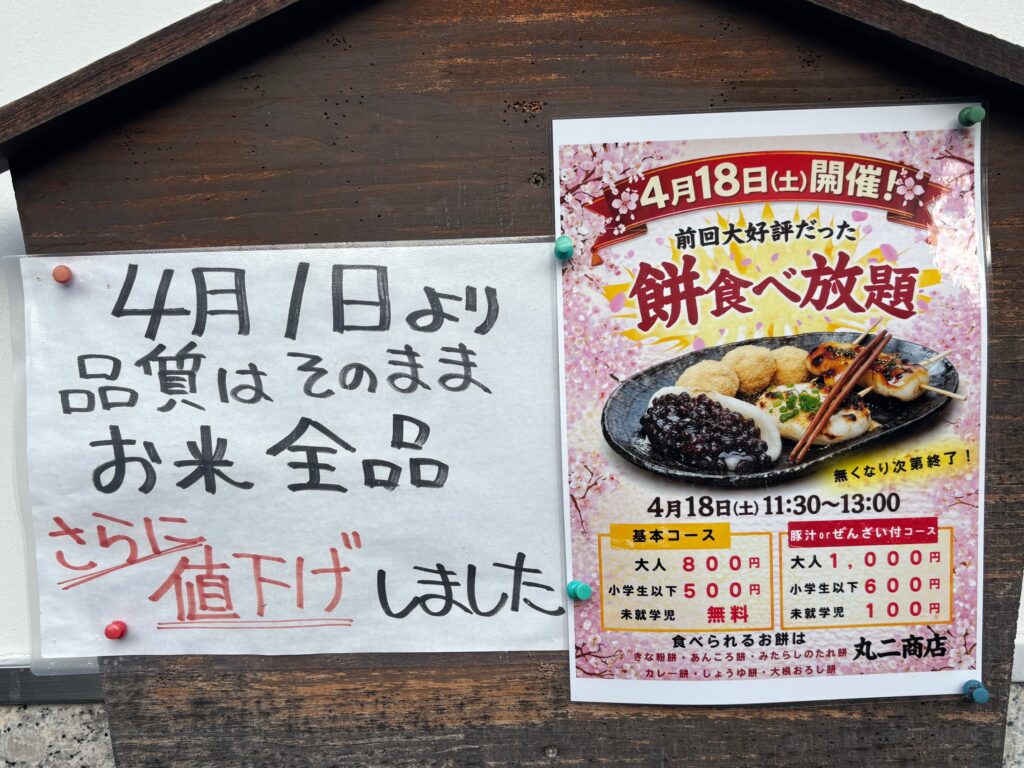 4月1日より
品質はそのまま
お米全品
さらに
値下げしました
4月18日(土)開催!
前回大好評だった
餅食べ放題
無くなり次第終了!
4月18日(土)11:30~13:00
基本コース
大人 800円
小学生以下 500円
未就学児 無料
豚汁orぜんざい付コース
大人 1,000円
小学生以下 600円
未就学児 100円
食べられるお餅は
きな粉餅・あんころ餅・みたらしのたれ餅
カレー餅・しょうゆ餅・大根おろし餅
丸二商店